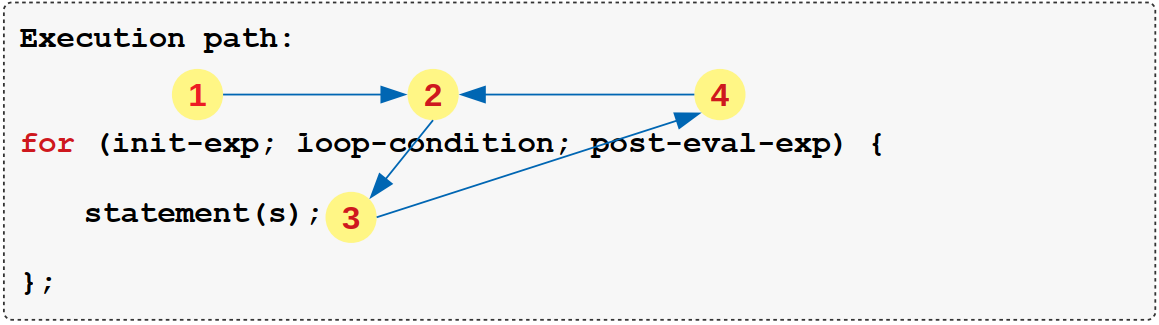 Execution path:
1 2 4
for (init-exp; loop-condition; post-eval-exp) {
statement(s); 3
};